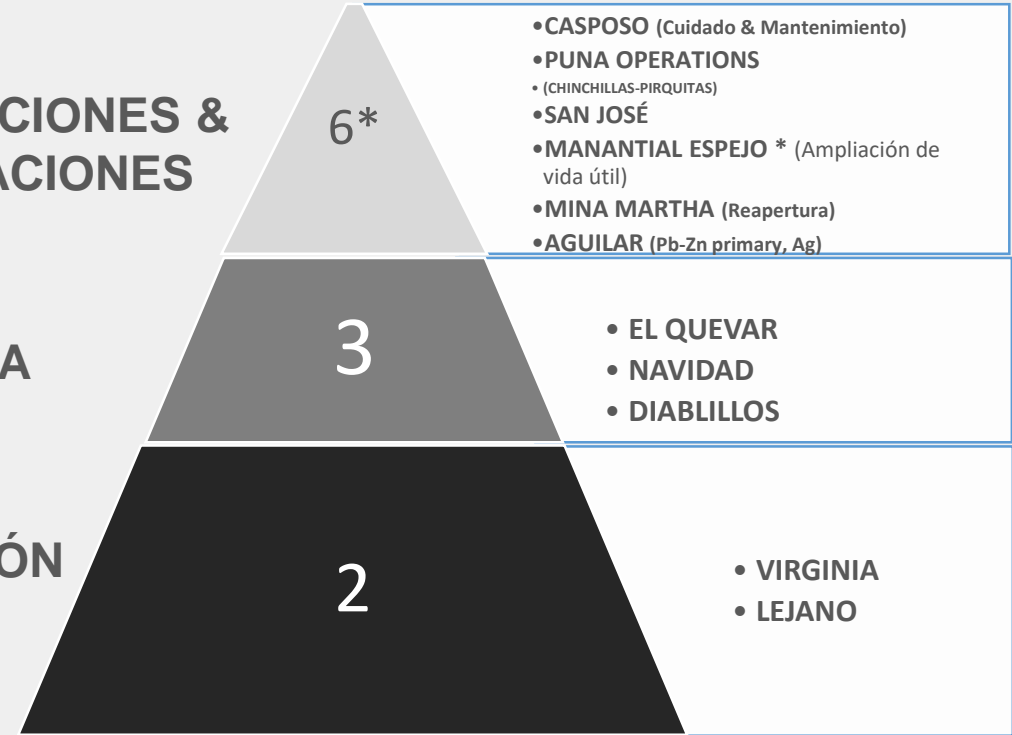 CIONES &
ACIONES
6*
•CASPOSO (Cuidado & Mantenimiento)
•PUNA OPERATIONS
• (CHINCHILLAS-PIRQUITAS)
•SAN JOSÉ
•MANANTIAL ESPEJO * (Ampliación de
vida útil)
•MINA MARTHA (Reapertura)
•AGUILAR (Pb-Zn primary, Ag)
A
3
• EL QUEVAR
• NAVIDAD
• DIABLILLOS
ÓN
2
• VIRGINIA
• LEJANO